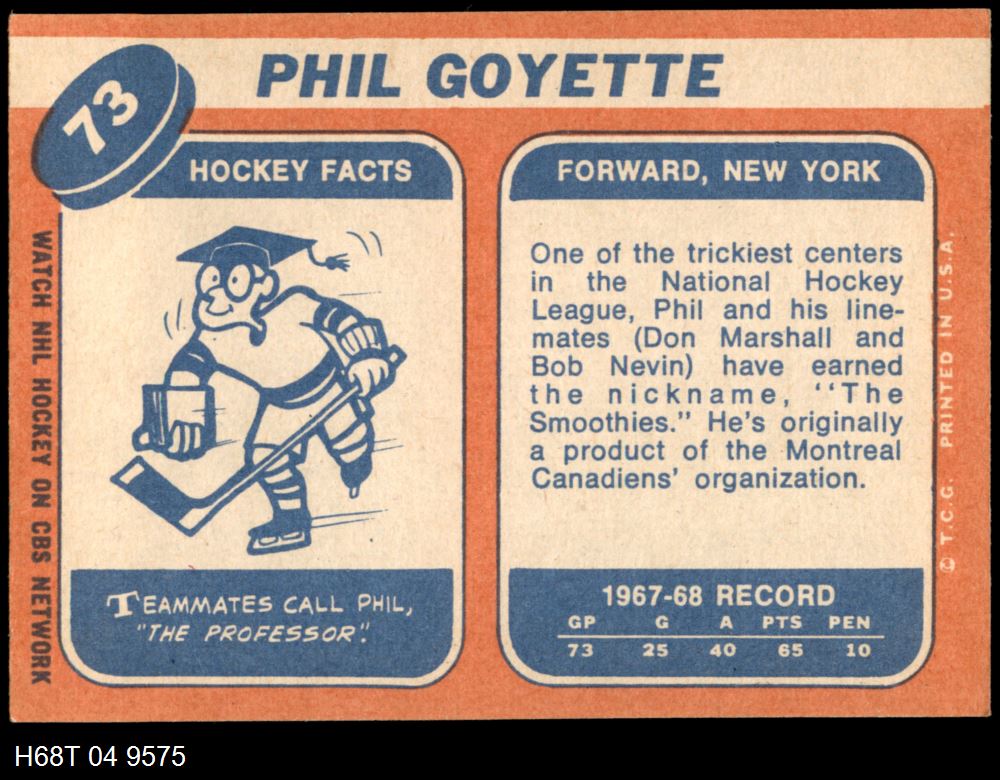 73
PHIL GOYETTE
HOCKEY FACTS
TEAMMATES CALL PHIL,
"THE PROFESSOR".
FORWARD, NEW YORK
One of the trickiest centers
in the National Hockey
League, Phil and his line-
mates (Don Marshall and
Bob Nevin) have earned
the nickname, ‘‘The
Smoothies.” He's originally
a product of the Montreal
Canadiens' organization.
1967-68 RECORD
GP G A PTS PEN
73 25 40 65 10
WATCH NHL HOCKEY ON CBS NETWORK
© T.C.G. PRINTED IN U.S.A.
H68T 04 9575